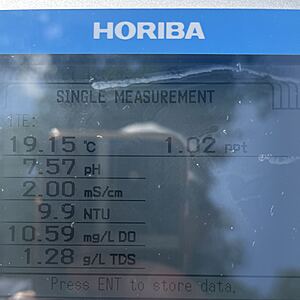 HORIBA
SINGLE MEASUREMENT
19.15 ℃ 1.02 ppt
7.57 pH
2.00 mS/cm
9.9 NTU
10.59 mg/L DO
1.28 g/L TDS
Press ENT to store data.